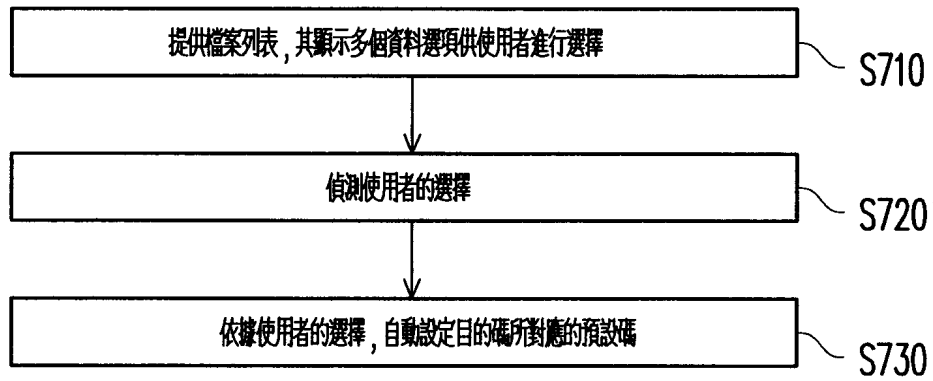 提供檔案列表，其顯示多個資料選項供使用者進行選擇
S710
偵測使用者的選擇
S720
依據使用者的選擇，自動設定目的碼所對應的預設碼
S730